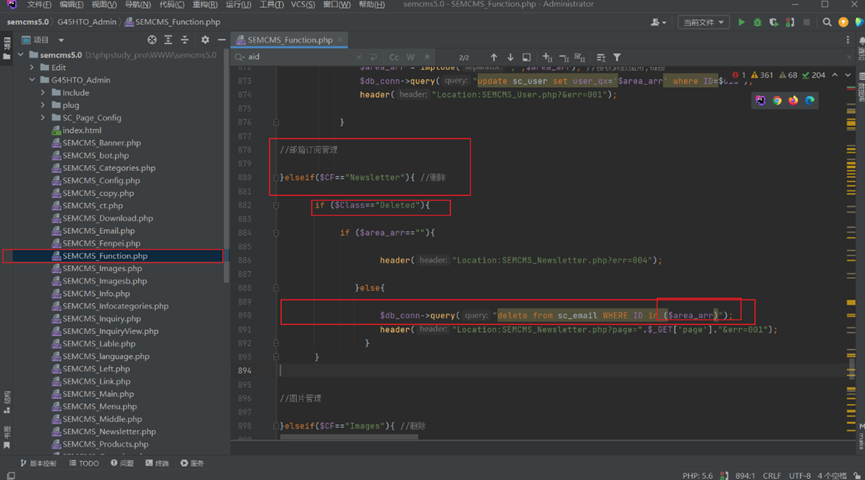 文件(F) 编辑(E) 视图(V) 导航(N) 代码(C) 重构(R) 运行(U) 工具(T) VCS(S) 窗口(W) 帮助(H) semcms5.0 - SEMCMS_Function.php - Administrator
semcms5.0 › G45HTO_Admin › SEMCMS_Function.php 当前文件
项目
SEMCMS_Function.php
semcms5.0 D:\phpstudy_pro\WWW\semcms5.0
Edit
G45HTO_Admin
Include
plug
SC_Page_Config
index.html
SEMCMS_Banner.php
SEMCMS_bot.php
SEMCMS_Categories.php
SEMCMS_Config.php
SEMCMS_copy.php
SEMCMS_ct.php
SEMCMS_Download.php
SEMCMS_Email.php
SEMCMS_Fenpei.php
SEMCMS_Function.php
SEMCMS_Images.php
SEMCMS_Imagesb.php
SEMCMS_Info.php
SEMCMS_Infocategories.php
SEMCMS_Inquiry.php
SEMCMS_InquiryView.php
SEMCMS_Lable.php
SEMCMS_language.php
SEMCMS_Left.php
SEMCMS_Link.php
SEMCMS_Main.php
SEMCMS_Menu.php
SEMCMS_Middle.php
SEMCMS_Newsletter.php
SEMCMS_Products.php
aid Cc W 2/2
1 361 68 204
873 $db_conn->query( query: "update sc_user set user_qx='$area_arr' where ID=
874 header( header: "Location:SEMCMS_User.php?&err=001");
875
876 }
877
878 //邮箱订阅管理
879
880 }elseif($CF=="Newsletter"){ //删除
881
882 if ($Class=="Deleted"){
883
884 if ($area_arr==""){
885
886 header( header: "Location:SEMCMS_Newsletter.php?err=004");
887
888 }else{
889
890 $db_conn->query( query: "delete from sc_email WHERE ID in ($area_arr)");
891 header( header: "Location:SEMCMS_Newsletter.php?page=".$_GET['page']."&err=001");
892 }
893 }
894
895
896 //图片管理
897
898 }elseif($CF=="Images"){ //删除
899
版本控制 TODO 问题 终端 服务
PHP: 5.6 894:1 CRLF UTF-8 4 个空格